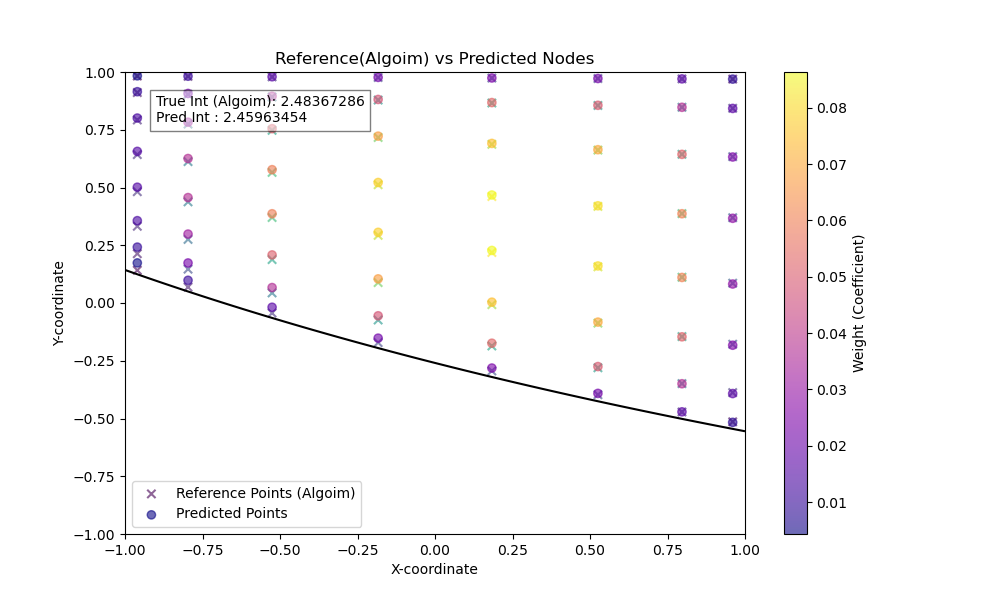 Reference(Algoim) vs Predicted Nodes
True Int (Algoim): 2.48367286
Pred Int : 2.45963454
Y-coordinate
1.00
0.75
0.50
0.25
0.00
−0.25
−0.50
−0.75
−1.00
Reference Points (Algoim)
Predicted Points
−1.00 −0.75 −0.50 −0.25 0.00 0.25 0.50 0.75 1.00
X-coordinate
0.08
0.07
0.06
0.05
0.04
0.03
0.02
0.01
Weight (Coefficient)